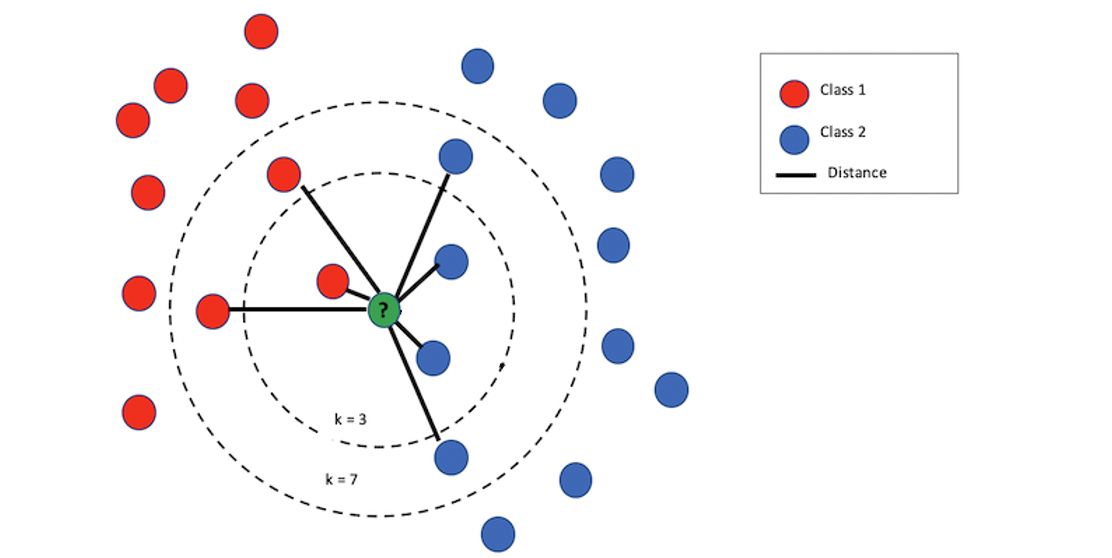 Class 1
Class 2
Distance
?
k = 3
k = 7